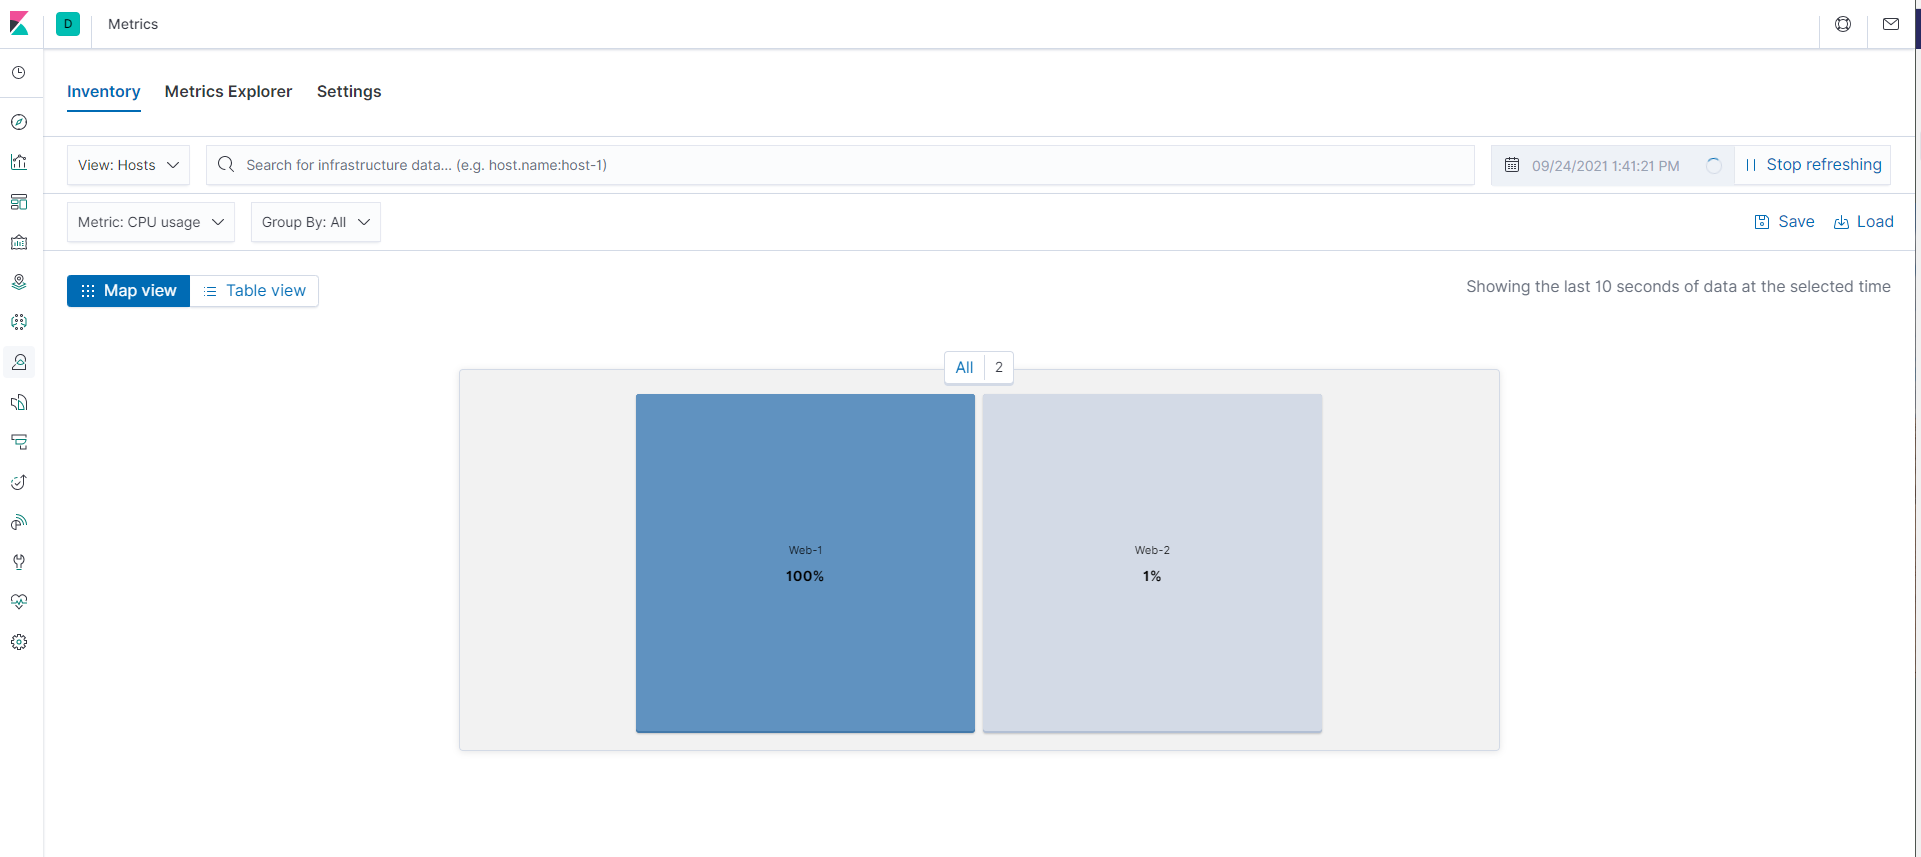 D Metrics
Inventory Metrics Explorer Settings
View: Hosts Search for infrastructure data... (e.g. host.name:host-1) 09/24/2021 1:41:21 PM Stop refreshing
Metric: CPU usage Group By: All Save Load
Map view Table view Showing the last 10 seconds of data at the selected time
All 2
Web-1 Web-2
100% 1%